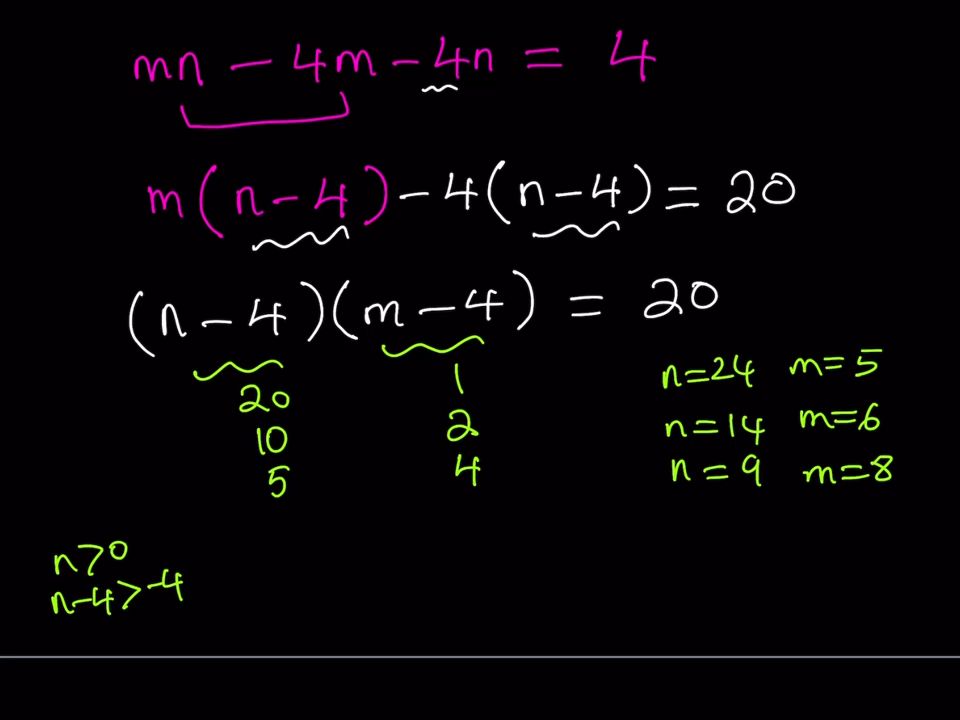 mn - 4m - 4n = 4
m(n-4) - 4(n-4) = 20
(n-4)(m-4) = 20
20 1
10 2
5 4
n=24 m=5
n=14 m=6
n=9 m=8
n>0
n-4>-4